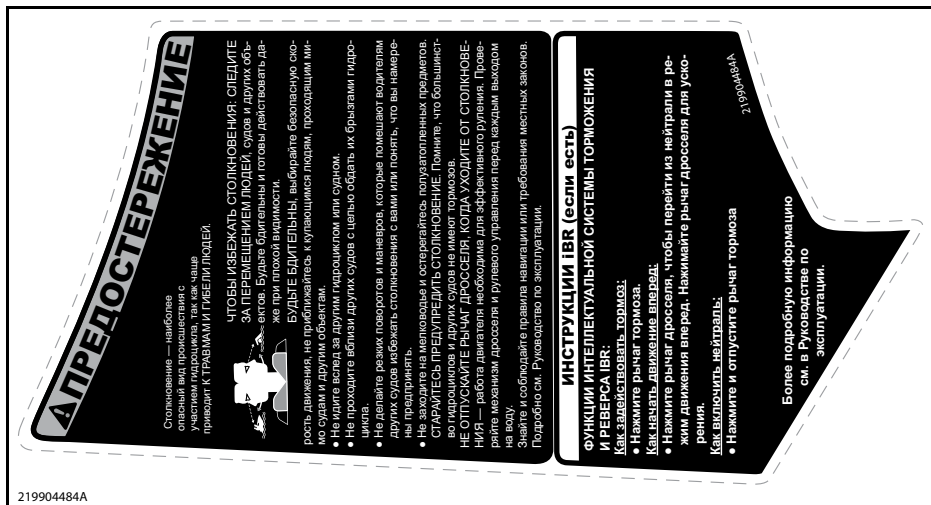 ПРЕДОСТЕРЕЖЕНИЕ
Столкновение — наиболее
опасный вид происшествия с
участием гидроцикла, так как чаще
приводит К ТРАВМАМ И ГИБЕЛИ ЛЮДЕЙ.
ЧТОБЫ ИЗБЕЖАТЬ СТОЛКНОВЕНИЯ: СЛЕДИТЕ
ЗА ПЕРЕМЕЩЕНИЕМ ЛЮДЕЙ, судов и других объ-
ектов. Будьте бдительны и готовы действовать да-
же при плохой видимости.
БУДЬТЕ БДИТЕЛЬНЫ, выбирайте безопасную ско-
рость движения, не приближайтесь к купающимся людям, проходящим ми-
мо судам и другим объектам.
• Не идите вслед за другим гидроциклом или судном.
• Не проходите вблизи других судов с целью обдать их брызгами гидро-
цикла.
• Не делайте резких поворотов и маневров, которые помешают водителям
других судов избежать столкновения с вами или понять, что вы намере-
ны предпринять.
• Не заходите на мелководье и остерегайтесь полузатопленных предметов.
СТАРАЙТЕСЬ ПРЕДУПРЕДИТЬ СТОЛКНОВЕНИЕ. Помните, что большинст-
во гидроциклов и других судов не имеют тормозов.
НЕ ОТПУСКАЙТЕ РЫЧАГ ДРОССЕЛЯ, КОГДА УХОДИТЕ ОТ СТОЛКНОВЕ-
НИЯ — работа двигателя необходима для эффективного руления. Прове-
ряйте механизм дросселя и рулевого управления перед каждым выходом
на воду.
Знайте и соблюдайте правила навигации или требования местных законов.
Подробно см. Руководство по эксплуатации.
ИНСТРУКЦИИ iBR (если есть)
ФУНКЦИИ ИНТЕЛЛЕКТУАЛЬНОЙ СИСТЕМЫ ТОРМОЖЕНИЯ
И РЕВЕРСА IBR:
Как задействовать тормоз:
• Нажмите рычаг тормоза.
Как начать движение вперед:
• Нажмите рычаг дросселя, чтобы перейти из нейтрали в ре-
жим движения вперед. Нажимайте рычаг дросселя для уско-
рения.
Как включить нейтраль:
• Нажмите и отпустите рычаг тормоза
Более подробную информацию
см. в Руководстве по
эксплуатации.
219904484A
219904484A